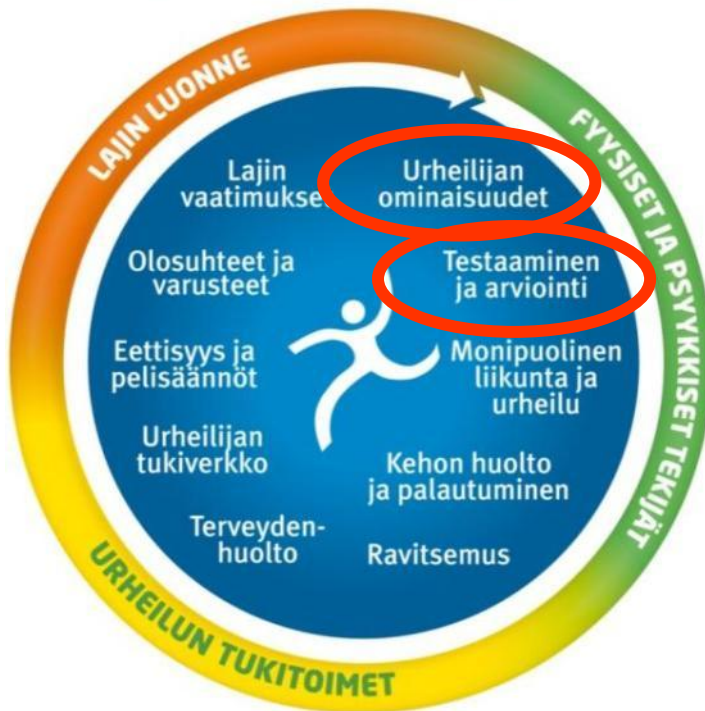 LAJIN LUONNE
FYYSISET JA PSYYKKISET TEKIJÄT
URHEILUN TUKITOIMET
Lajin
vaatimukse
Urheilijan
ominaisuudet
Olosuhteet ja
varusteet
Testaaminen
ja arviointi
Eettisyys ja
pelisäännöt
Monipuolinen
liikunta ja
urheilu
Urheilijan
tukiverkko
Kehon huolto
ja palautuminen
Terveyden-
huolto
Ravitsemus